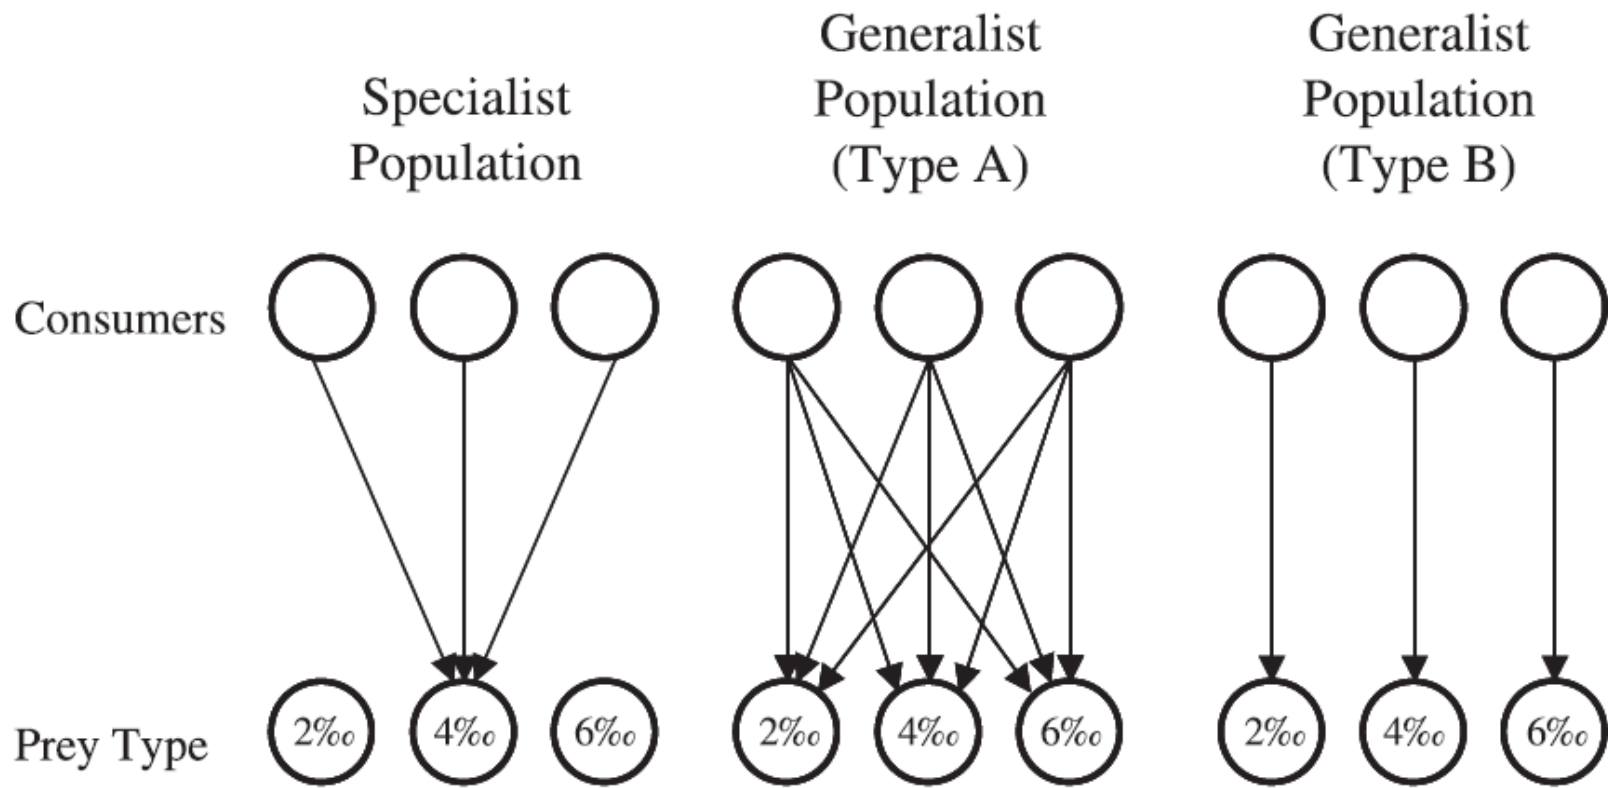 Specialist
Population
Generalist
Population
(Type A)
Generalist
Population
(Type B)
Consumers
Prey Type
2‰ 4‰ 6‰ 2‰ 4‰ 6‰ 2‰ 4‰ 6‰